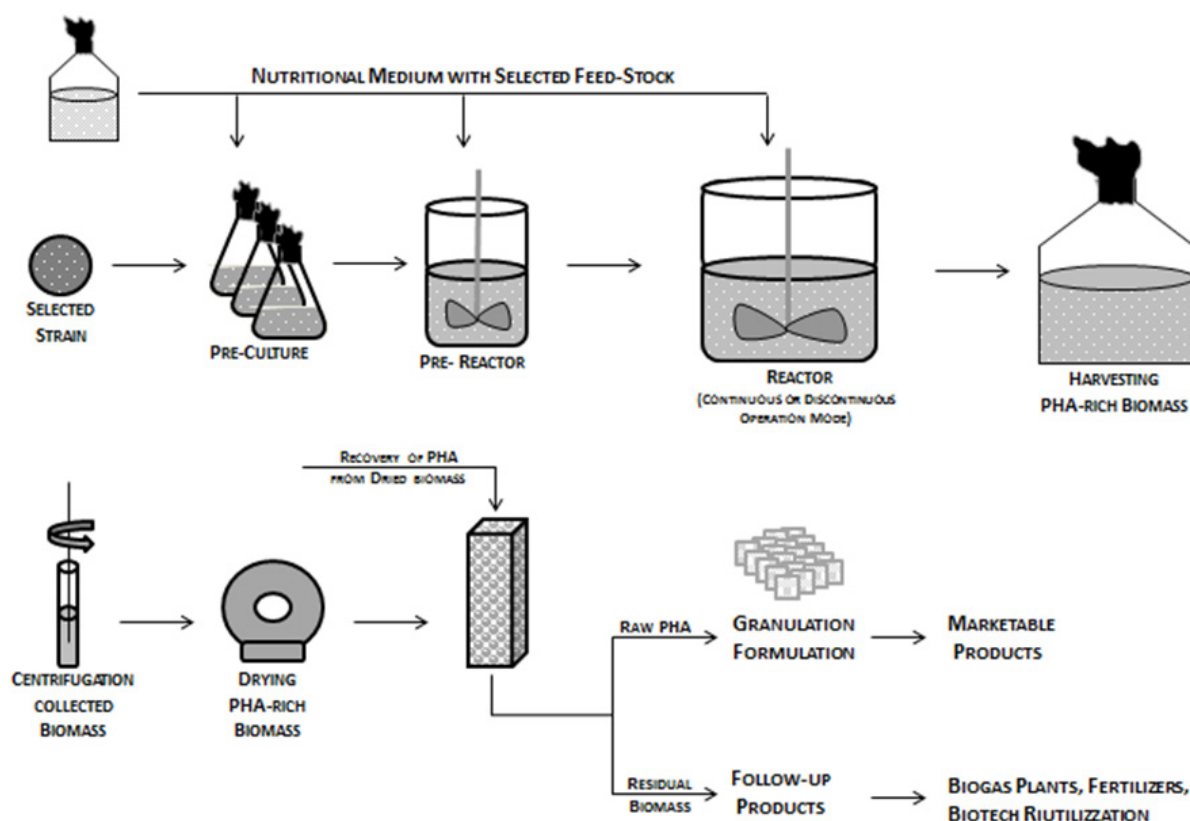 NUTRITIONAL MEDIUM WITH SELECTED FEED-STOCK
SELECTED
STRAIN
PRE-CULTURE
PRE- REACTOR
REACTOR
(CONTINUOUS OR DISCONTINUOUS
OPERATION MODE)
HARVESTING
PHA-RICH BIOMASS
RECOVERY OF PHA
FROM DRIED BIOMASS
CENTRIFUGATION
COLLECTED
BIOMASS
DRYING
PHA-RICH
BIOMASS
RAW PHA
GRANULATION
FORMULATION
MARKETABLE
PRODUCTS
RESIDUAL
BIOMASS
FOLLOW-UP
PRODUCTS
BIOGAS PLANTS, FERTILIZERS,
BIOTECH RIUTILIZZATION